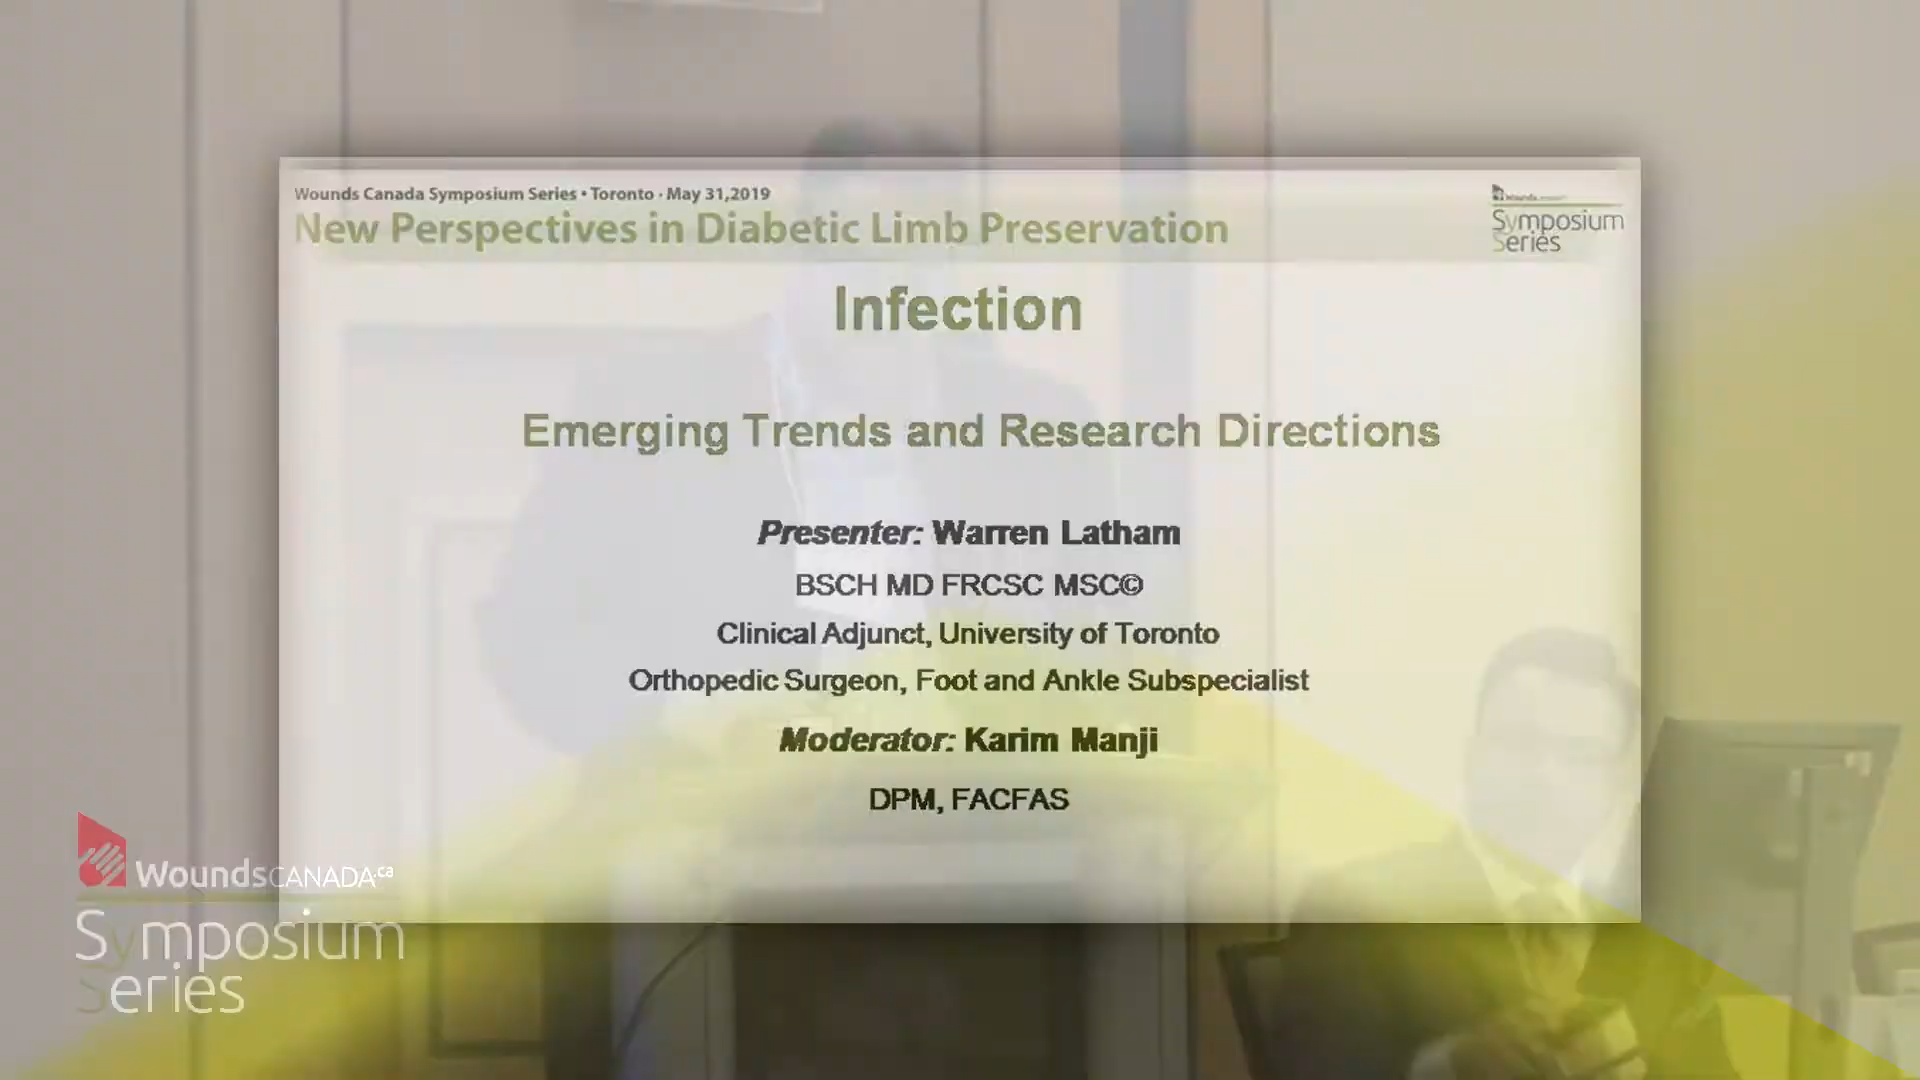 Wounds Canada Symposium Series • Toronto · May 31,2019
New Perspectives in Diabetic Limb Preservation
Symposium
Series
Infection
Emerging Trends and Research Directions
Presenter: Warren Latham
BSCH MD FRCSC MSC©
Clinical Adjunct, University of Toronto
Orthopedic Surgeon, Foot and Ankle Subspecialist
Moderator: Karim Manji
DPM, FACFAS
WoundsCANADA.ca
Symposium
Series